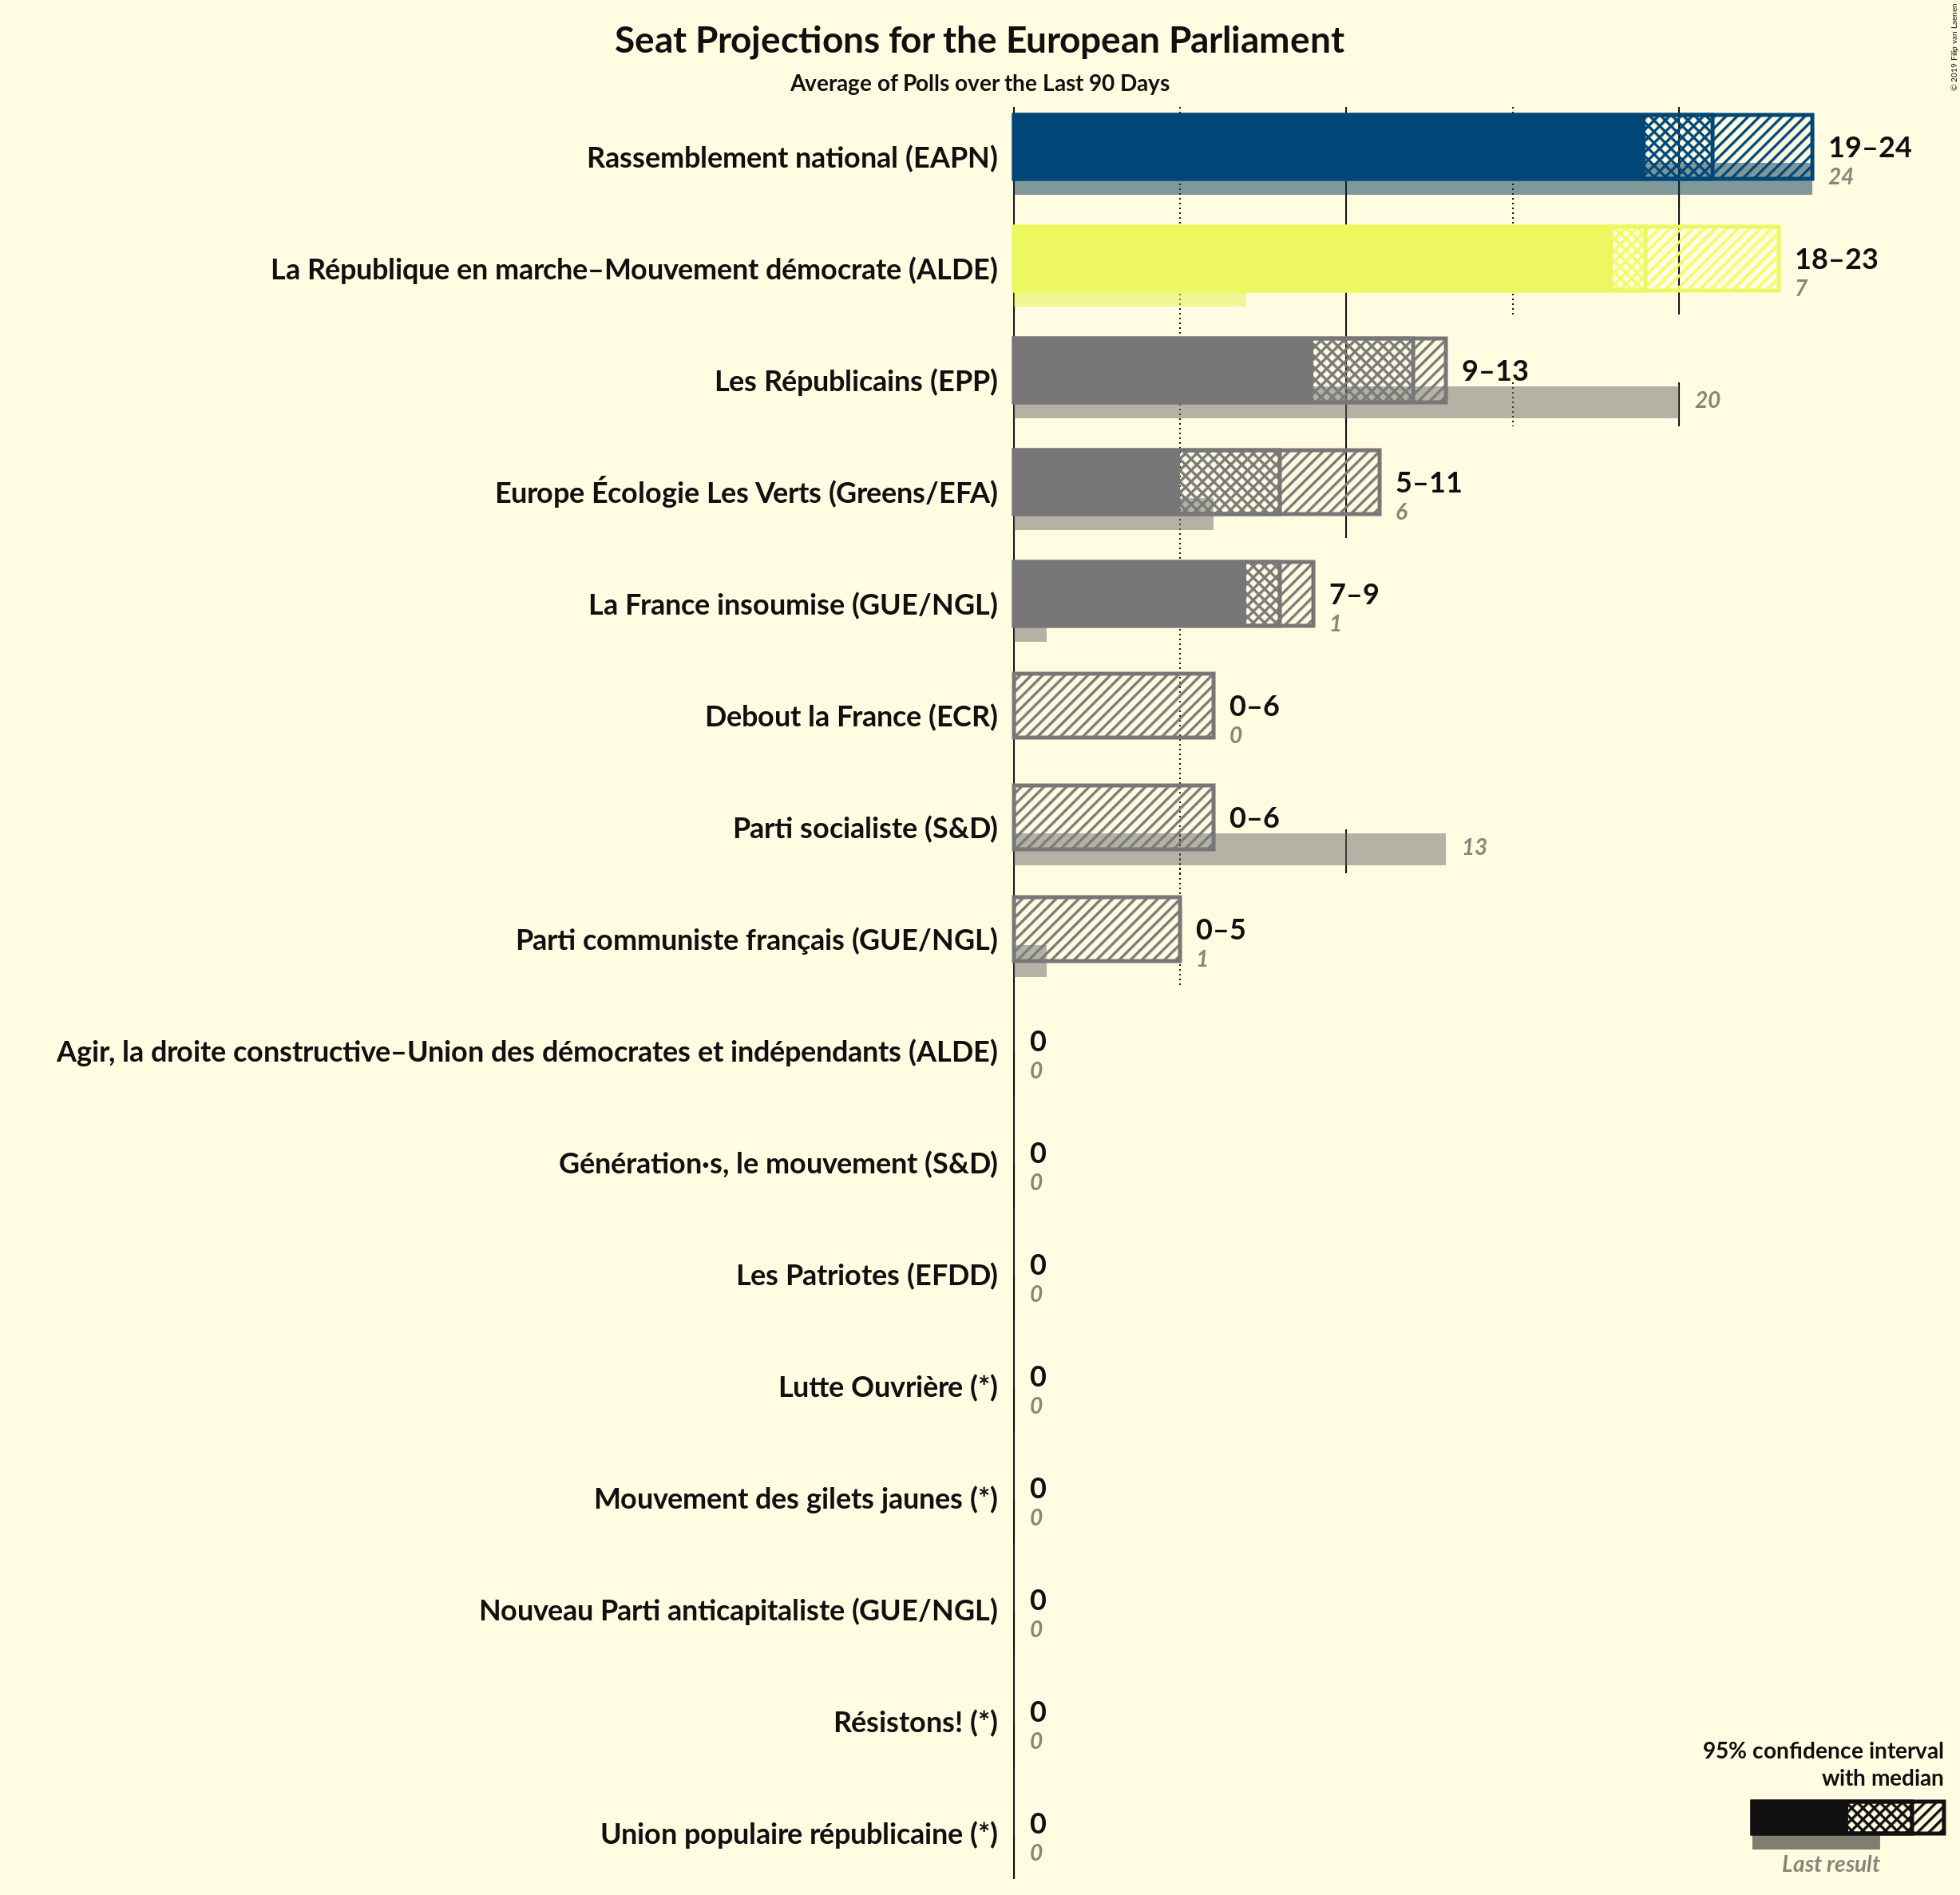 Seat Projections for the European Parliament
Average of Polls over the Last 90 Days
© 2019 Filip van Laenen
Rassemblement national (EAPN)
19–24
24
La République en marche–Mouvement démocrate (ALDE)
18–23
7
Les Républicains (EPP)
9–13
20
Europe Écologie Les Verts (Greens/EFA)
5–11
6
La France insoumise (GUE/NGL)
7–9
1
Debout la France (ECR)
0–6
0
Parti socialiste (S&D)
0–6
13
Parti communiste français (GUE/NGL)
0–5
1
Agir, la droite constructive–Union des démocrates et indépendants (ALDE)
0
0
Génération·s, le mouvement (S&D)
0
0
Les Patriotes (EFDD)
0
0
Lutte Ouvrière (*)
0
0
Mouvement des gilets jaunes (*)
0
0
Nouveau Parti anticapitaliste (GUE/NGL)
0
0
Résistons! (*)
0
0
Union populaire républicaine (*)
0
0
95% confidence interval
with median
Last result